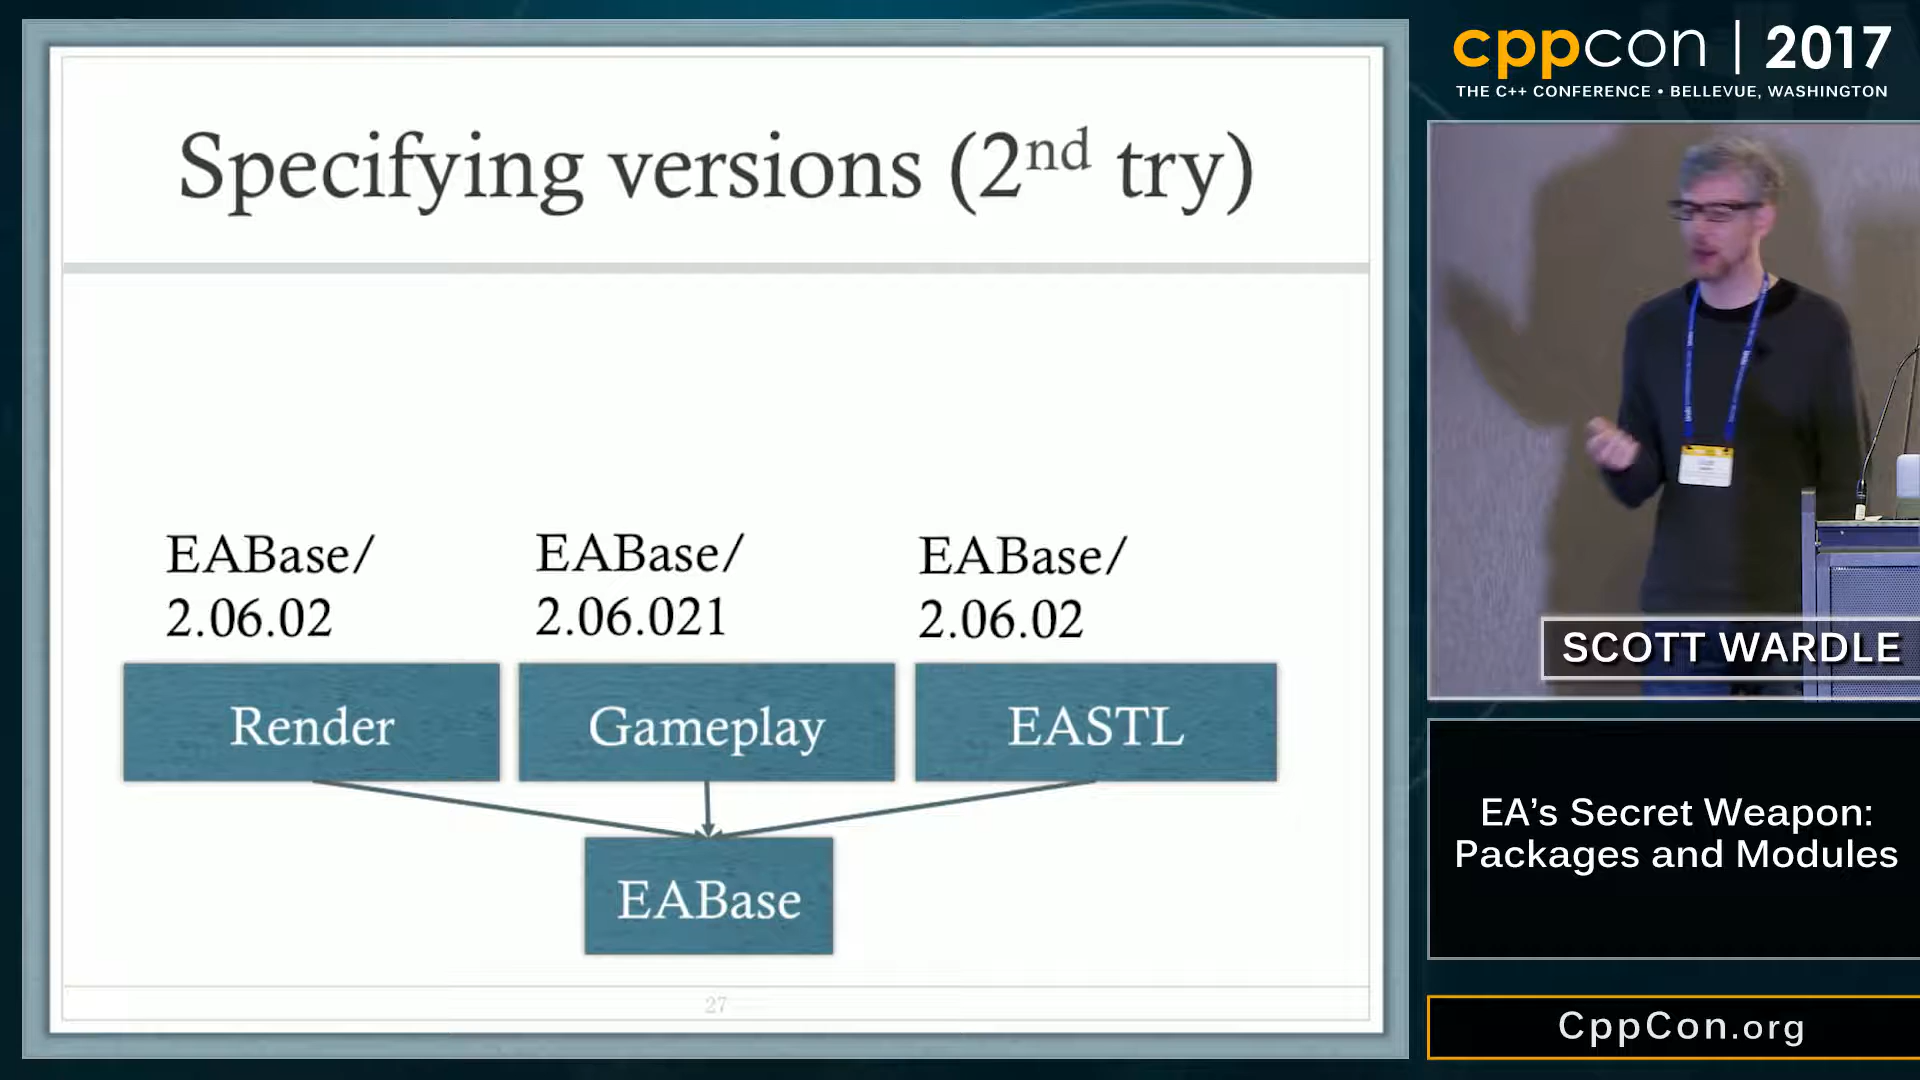 Specifying versions (2nd try)
EABase/
2.06.02
EABase/
2.06.021
EABase/
2.06.02
Render
Gameplay
EASTL
EABase
27
cppcon | 2017
THE C++ CONFERENCE • BELLEVUE, WASHINGTON
SCOTT WARDLE
EA’s Secret Weapon:
Packages and Modules
CppCon.org